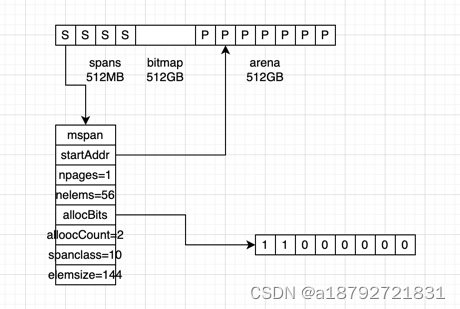 S S S S P P P P P P P
spans bitmap arena
512MB 512GB 512GB
mspan
startAddr
npages=1
nelems=56
allocBits
alloocCount=2
1 1 0 0 0 0 0 0
spanclass=10
elemsize=144
CSDN @a18792721831